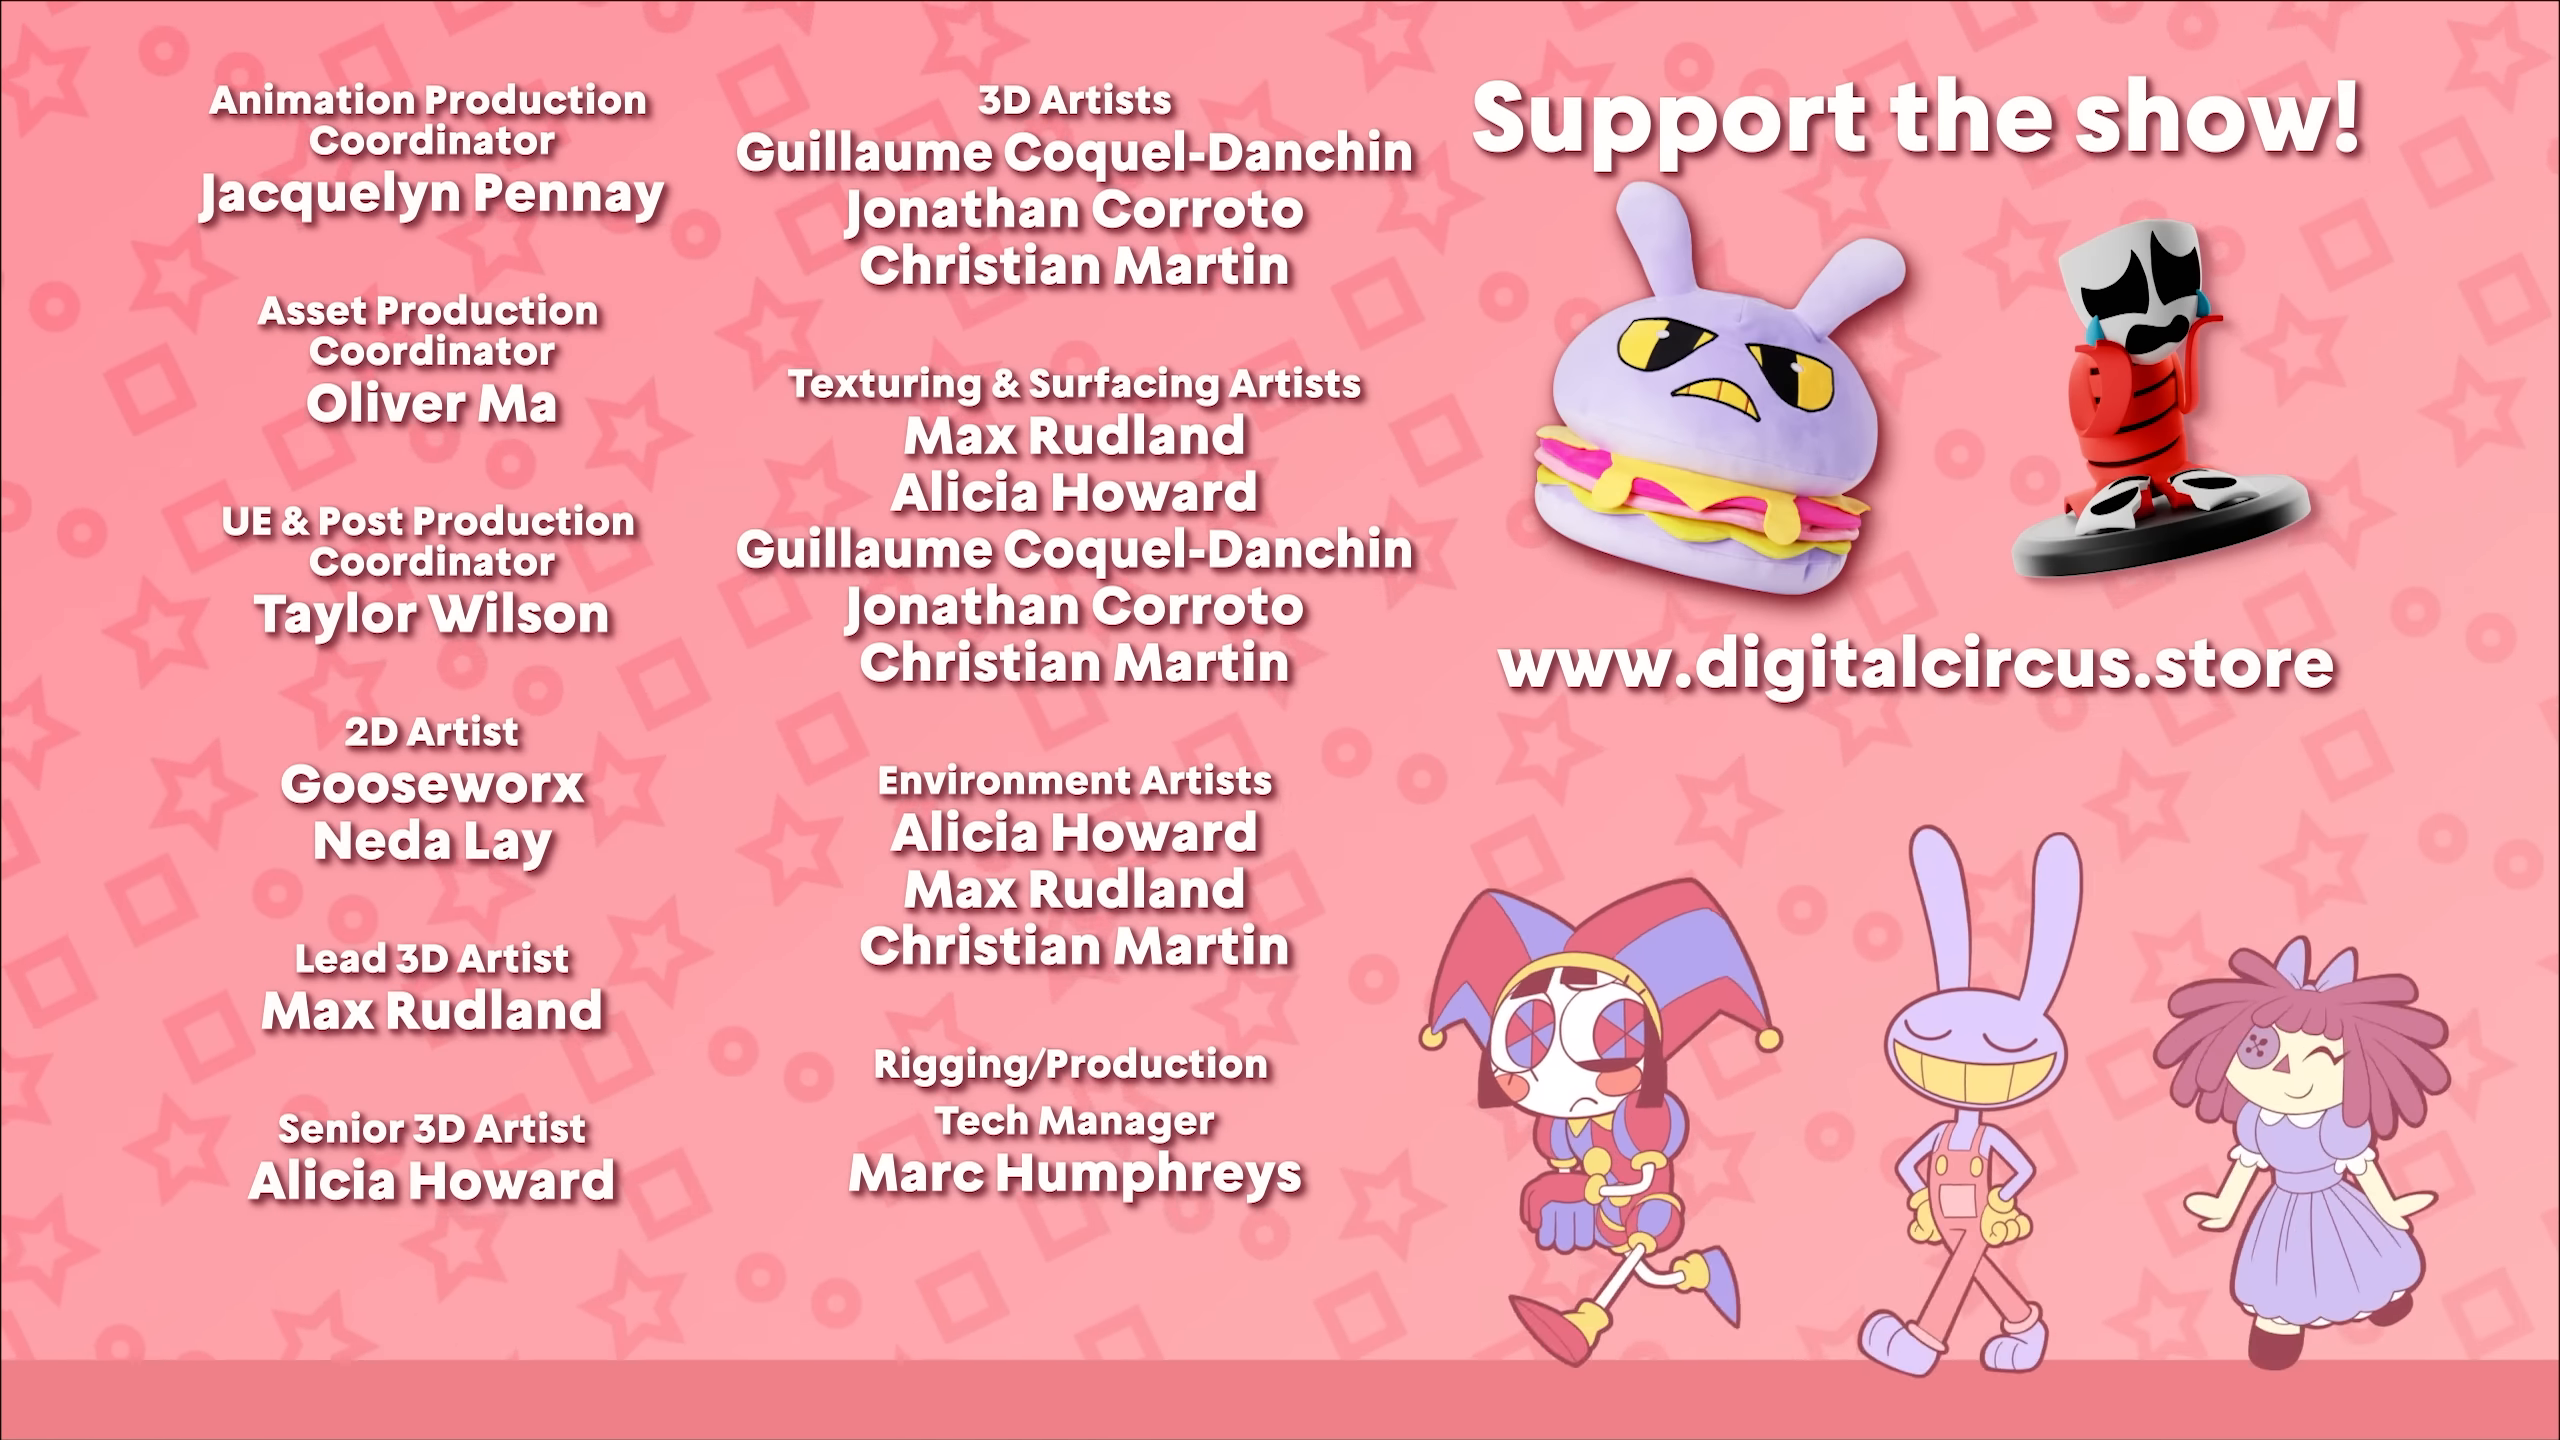 Animation Production
Coordinator
Jacquelyn Pennay
Asset Production
Coordinator
Oliver Ma
UE & Post Production
Coordinator
Taylor Wilson
2D Artist
Gooseworx
Neda Lay
Lead 3D Artist
Max Rudland
Senior 3D Artist
Alicia Howard
3D Artists
Guillaume Coquel-Danchin
Jonathan Corroto
Christian Martin
Texturing & Surfacing Artists
Max Rudland
Alicia Howard
Guillaume Coquel-Danchin
Jonathan Corroto
Christian Martin
Environment Artists
Alicia Howard
Max Rudland
Christian Martin
Rigging/Production
Tech Manager
Marc Humphreys
Support the show!
www.digitalcircus.store